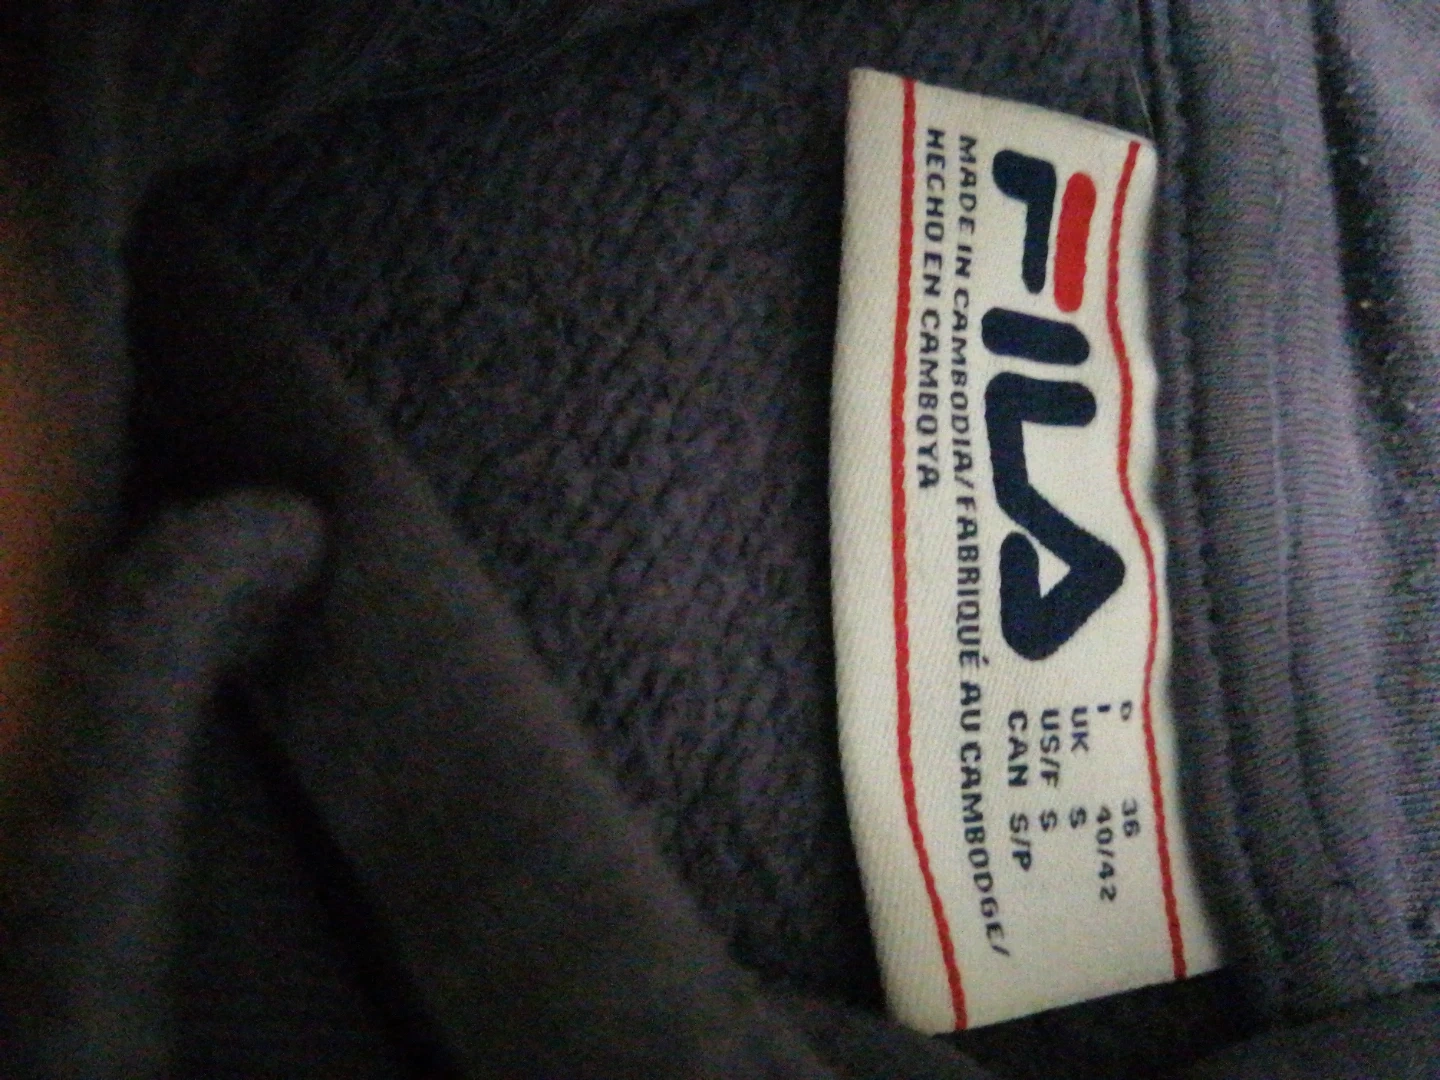 FILA
D 36
I 40/42
UK S
US/F S
CAN S/P
MADE IN CAMBODIA/FABRIQUÉ AU CAMBODGE/
HECHO EN CAMBOYA